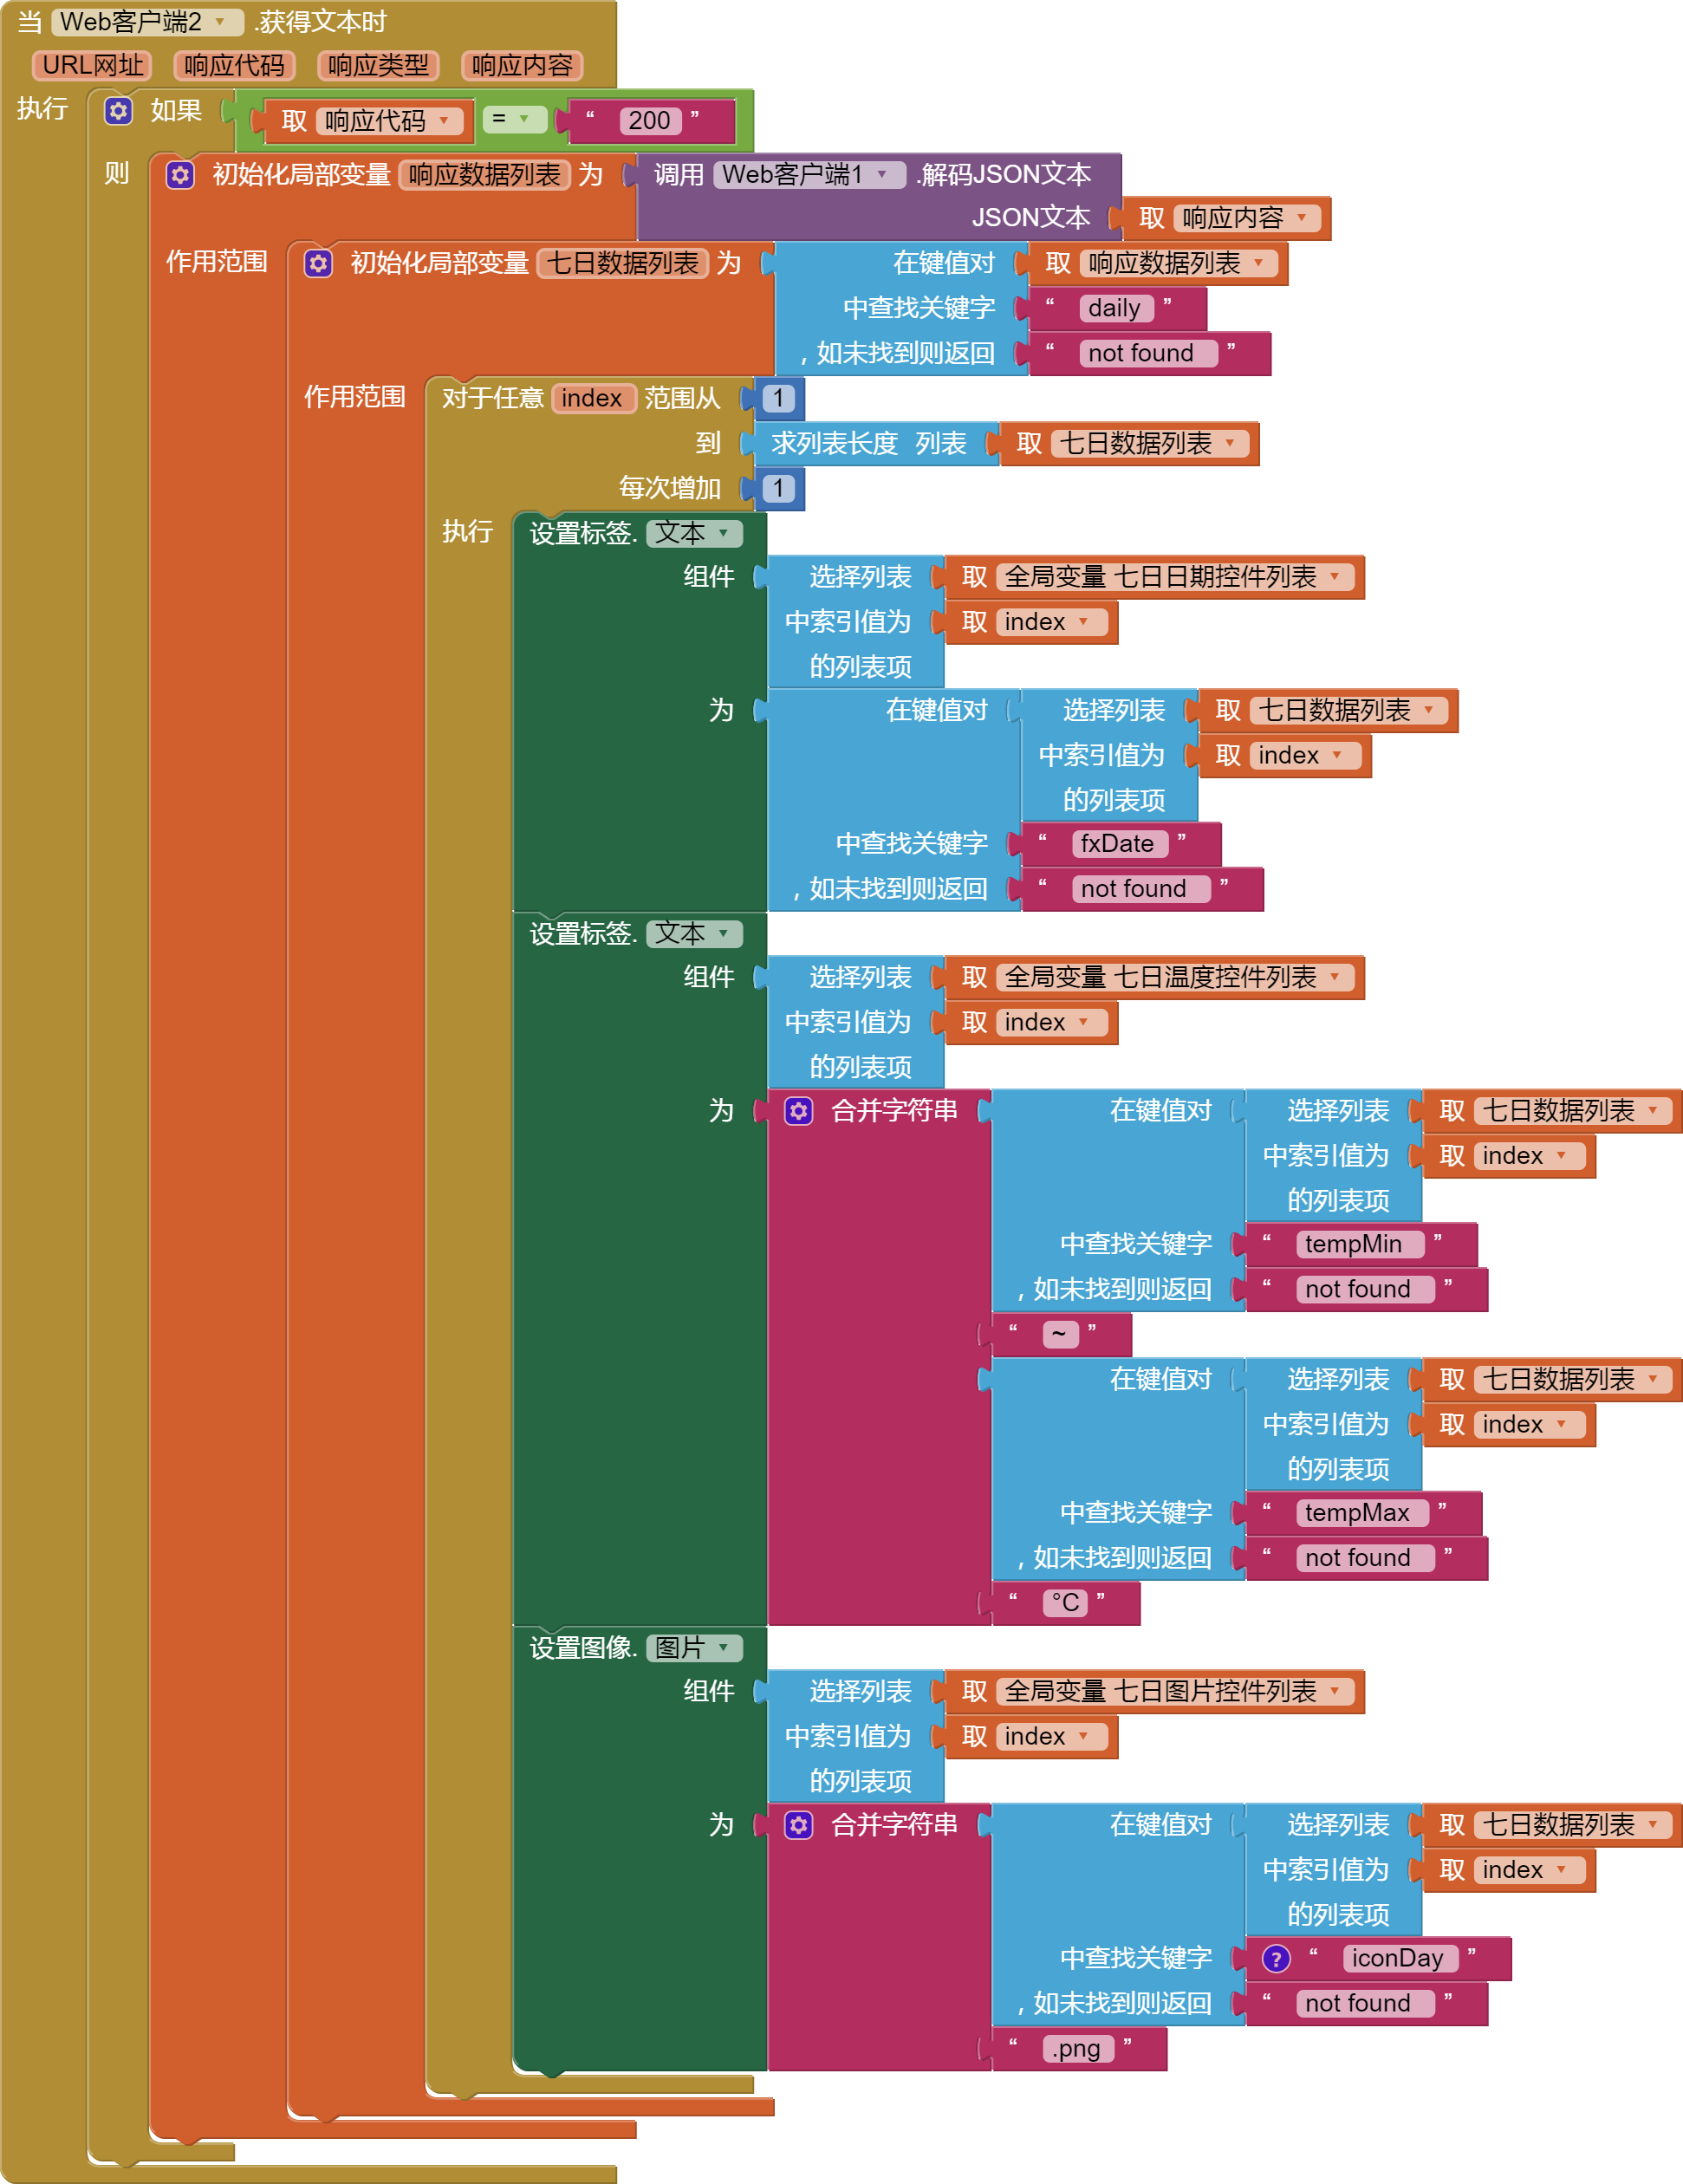 当 Web客户端2 .获得文本时
URL网址 响应代码 响应类型 响应内容
执行 如果 取 响应代码 = “ 200 ”
则 初始化局部变量 响应数据列表 为 调用 Web客户端1 .解码JSON文本
JSON文本 取 响应内容
作用范围 初始化局部变量 七日数据列表 为 在键值对 取 响应数据列表
中查找关键字 “ daily ”
, 如未找到则返回 “ not found ”
作用范围 对于任意 index 范围从 1
到 求列表长度 列表 取 七日数据列表
每次增加 1
执行 设置标签. 文本
组件 选择列表 取 全局变量 七日日期控件列表
中索引值为 取 index
的列表项
为 在键值对 选择列表 取 七日数据列表
中索引值为 取 index
的列表项
中查找关键字 “ fxDate ”
, 如未找到则返回 “ not found ”
设置标签. 文本
组件 选择列表 取 全局变量 七日温度控件列表
中索引值为 取 index
的列表项
为 合并字符串 在键值对 选择列表 取 七日数据列表
中索引值为 取 index
的列表项
中查找关键字 “ tempMin ”
, 如未找到则返回 “ not found ”
“ ~ ”
在键值对 选择列表 取 七日数据列表
中索引值为 取 index
的列表项
中查找关键字 “ tempMax ”
, 如未找到则返回 “ not found ”
“ °C ”
设置图像. 图片
组件 选择列表 取 全局变量 七日图片控件列表
中索引值为 取 index
的列表项
为 合并字符串 在键值对 选择列表 取 七日数据列表
中索引值为 取 index
的列表项
中查找关键字 ? “ iconDay ”
, 如未找到则返回 “ not found ”
“ .png ”